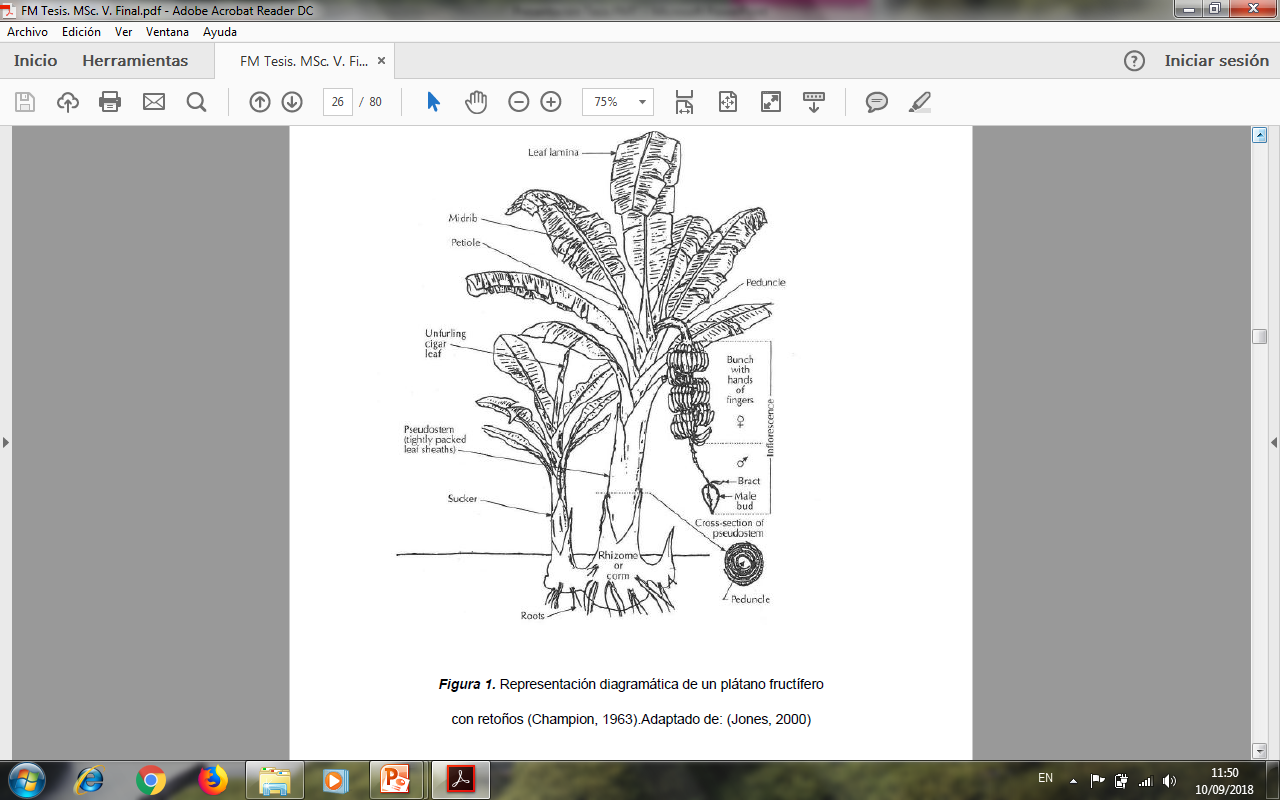 FM Tesis. MSc. V. Final.pdf - Adobe Acrobat Reader DC
Archivo Edición Ver Ventana Ayuda
Inicio Herramientas FM Tesis. MSc. V. Fi... × ? Iniciar sesión
26 / 80 75%
Leaf lamina
Midrib
Petiole
Peduncle
Unfurling
cigar
leaf
Bunch
with
hands
of
fingers
♀
Inflorescence
Pseudostem
(tightly packed
leaf sheaths)
♂
Bract
Male
bud
Sucker
Cross-section of
pseudostem
Rhizome
or
corm
Peduncle
Roots
Figura 1. Representación diagramática de un plátano fructífero
con retoños (Champion, 1963).Adaptado de: (Jones, 2000)
EN
11:50
10/09/2018